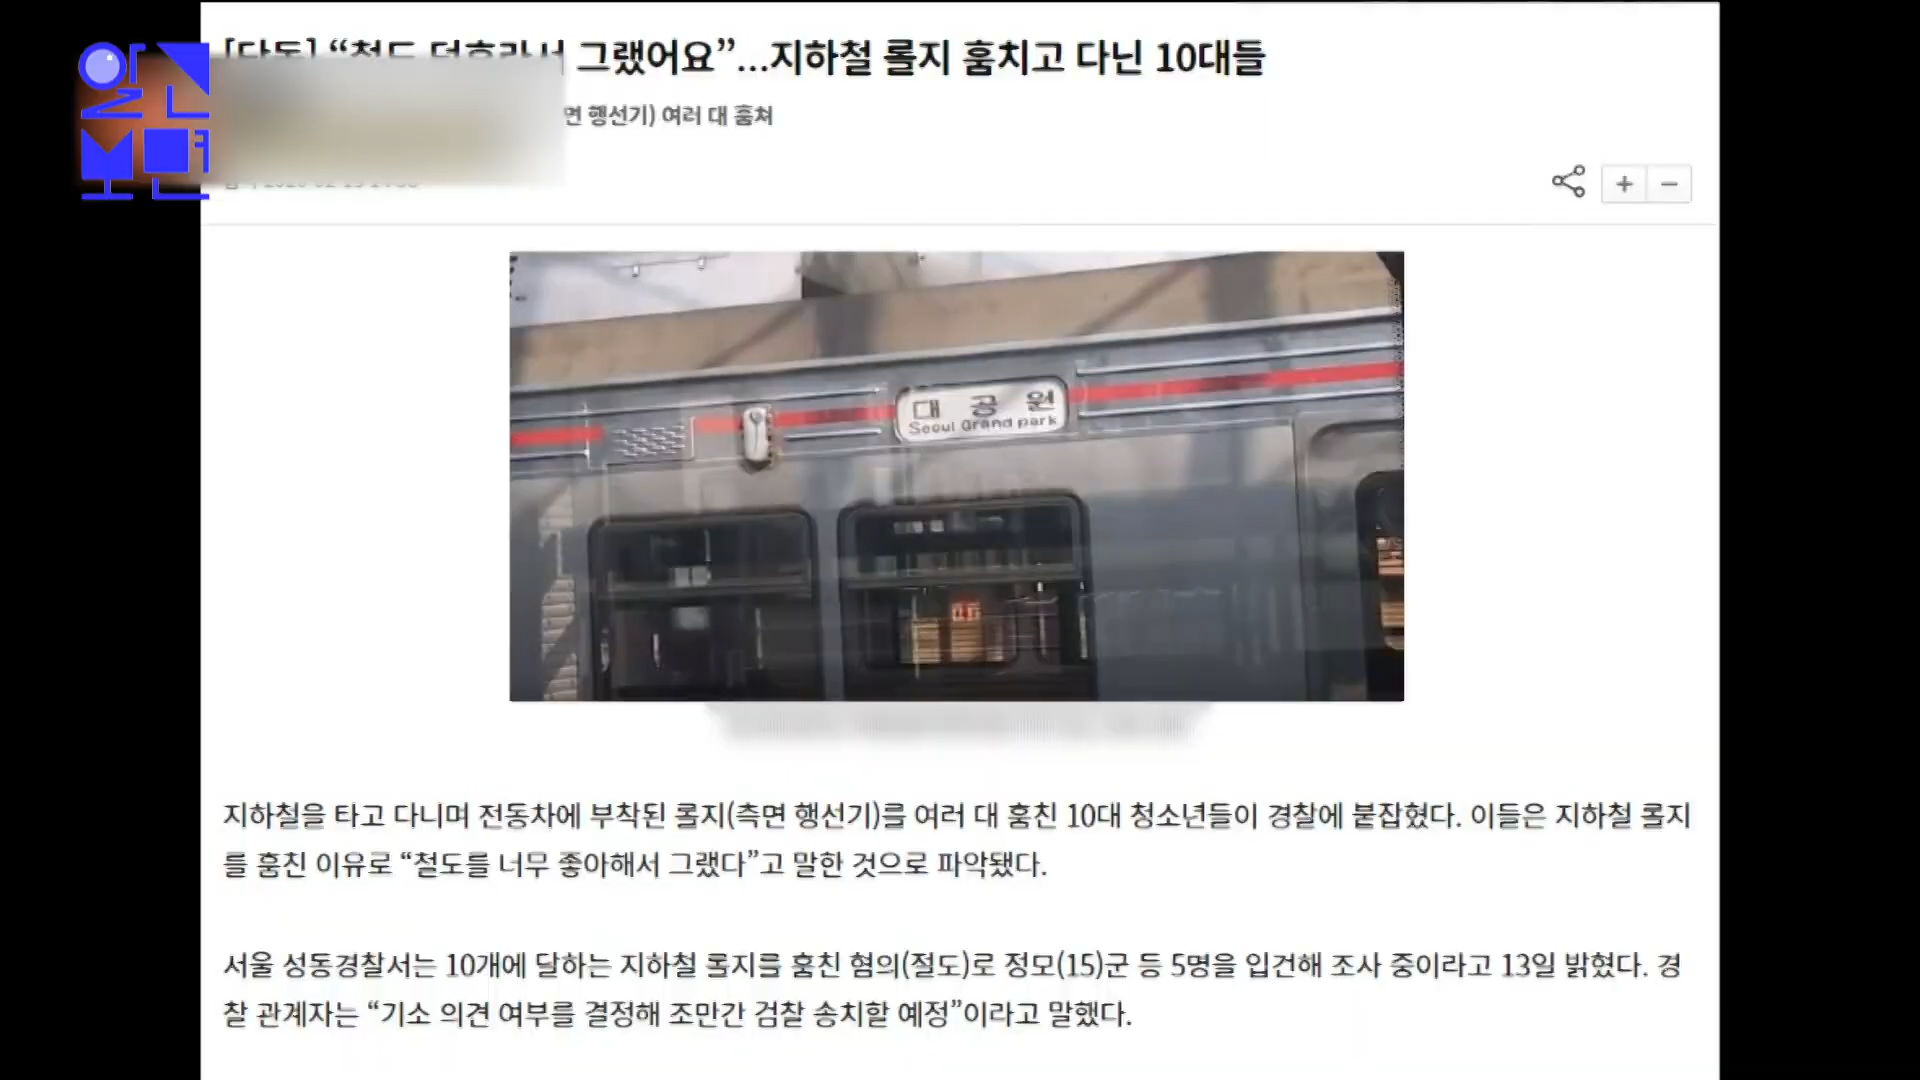 그랬어요”...지하철 롤지 훔치고 다닌 10대들
면 행선기) 여러 대 훔쳐
알신보면
+ −
대 공 원
Seoul Grand park
지하철을 타고 다니며 전동차에 부착된 롤지(측면 행선기)를 여러 대 훔친 10대 청소년들이 경찰에 붙잡혔다. 이들은 지하철 롤지
를 훔친 이유로 “철도를 너무 좋아해서 그랬다”고 말한 것으로 파악됐다.
서울 성동경찰서는 10개에 달하는 지하철 롤지를 훔친 혐의(절도)로 정모(15)군 등 5명을 입건해 조사 중이라고 13일 밝혔다. 경
찰 관계자는 “기소 의견 여부를 결정해 조만간 검찰 송치할 예정”이라고 말했다.